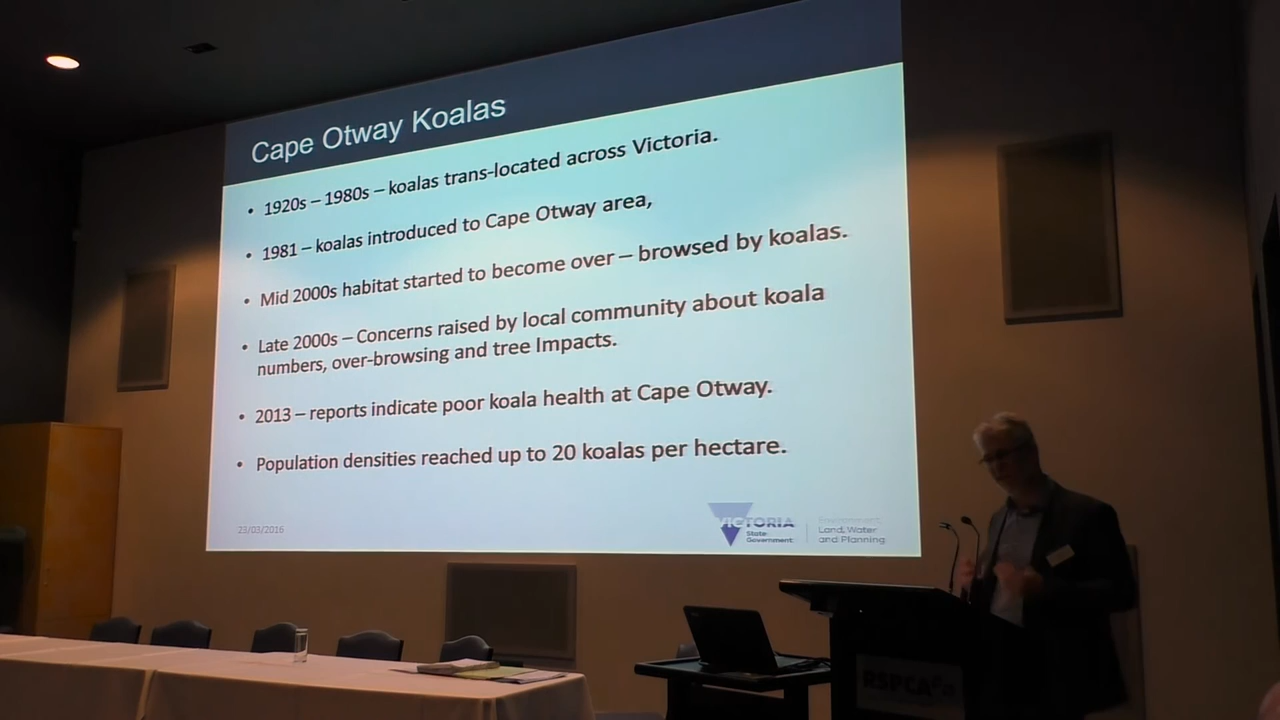 Cape Otway Koalas
• 1920s – 1980s – koalas trans-located across Victoria.
• 1981 – koalas introduced to Cape Otway area,
• Mid 2000s habitat started to become over – browsed by koalas.
• Late 2000s – Concerns raised by local community about koala
numbers, over-browsing and tree Impacts.
• 2013 – reports indicate poor koala health at Cape Otway.
• Population densities reached up to 20 koalas per hectare.
23/03/2016
VICTORIA
State
Government
Environment,
Land, Water
and Planning
RSPCA